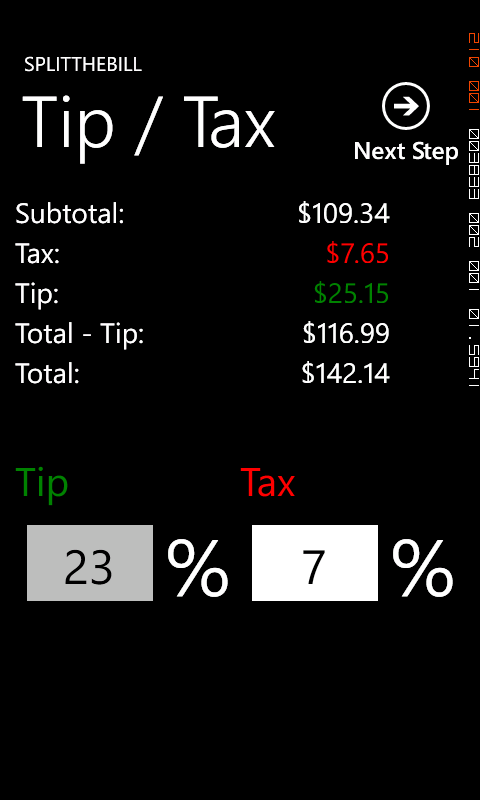 SPLITTHEBILL
Tip / Tax
Next Step
Subtotal: $109.34
Tax: $7.65
Tip: $25.15
Total - Tip: $116.99
Total: $142.14
Tip Tax
23 % 7 %